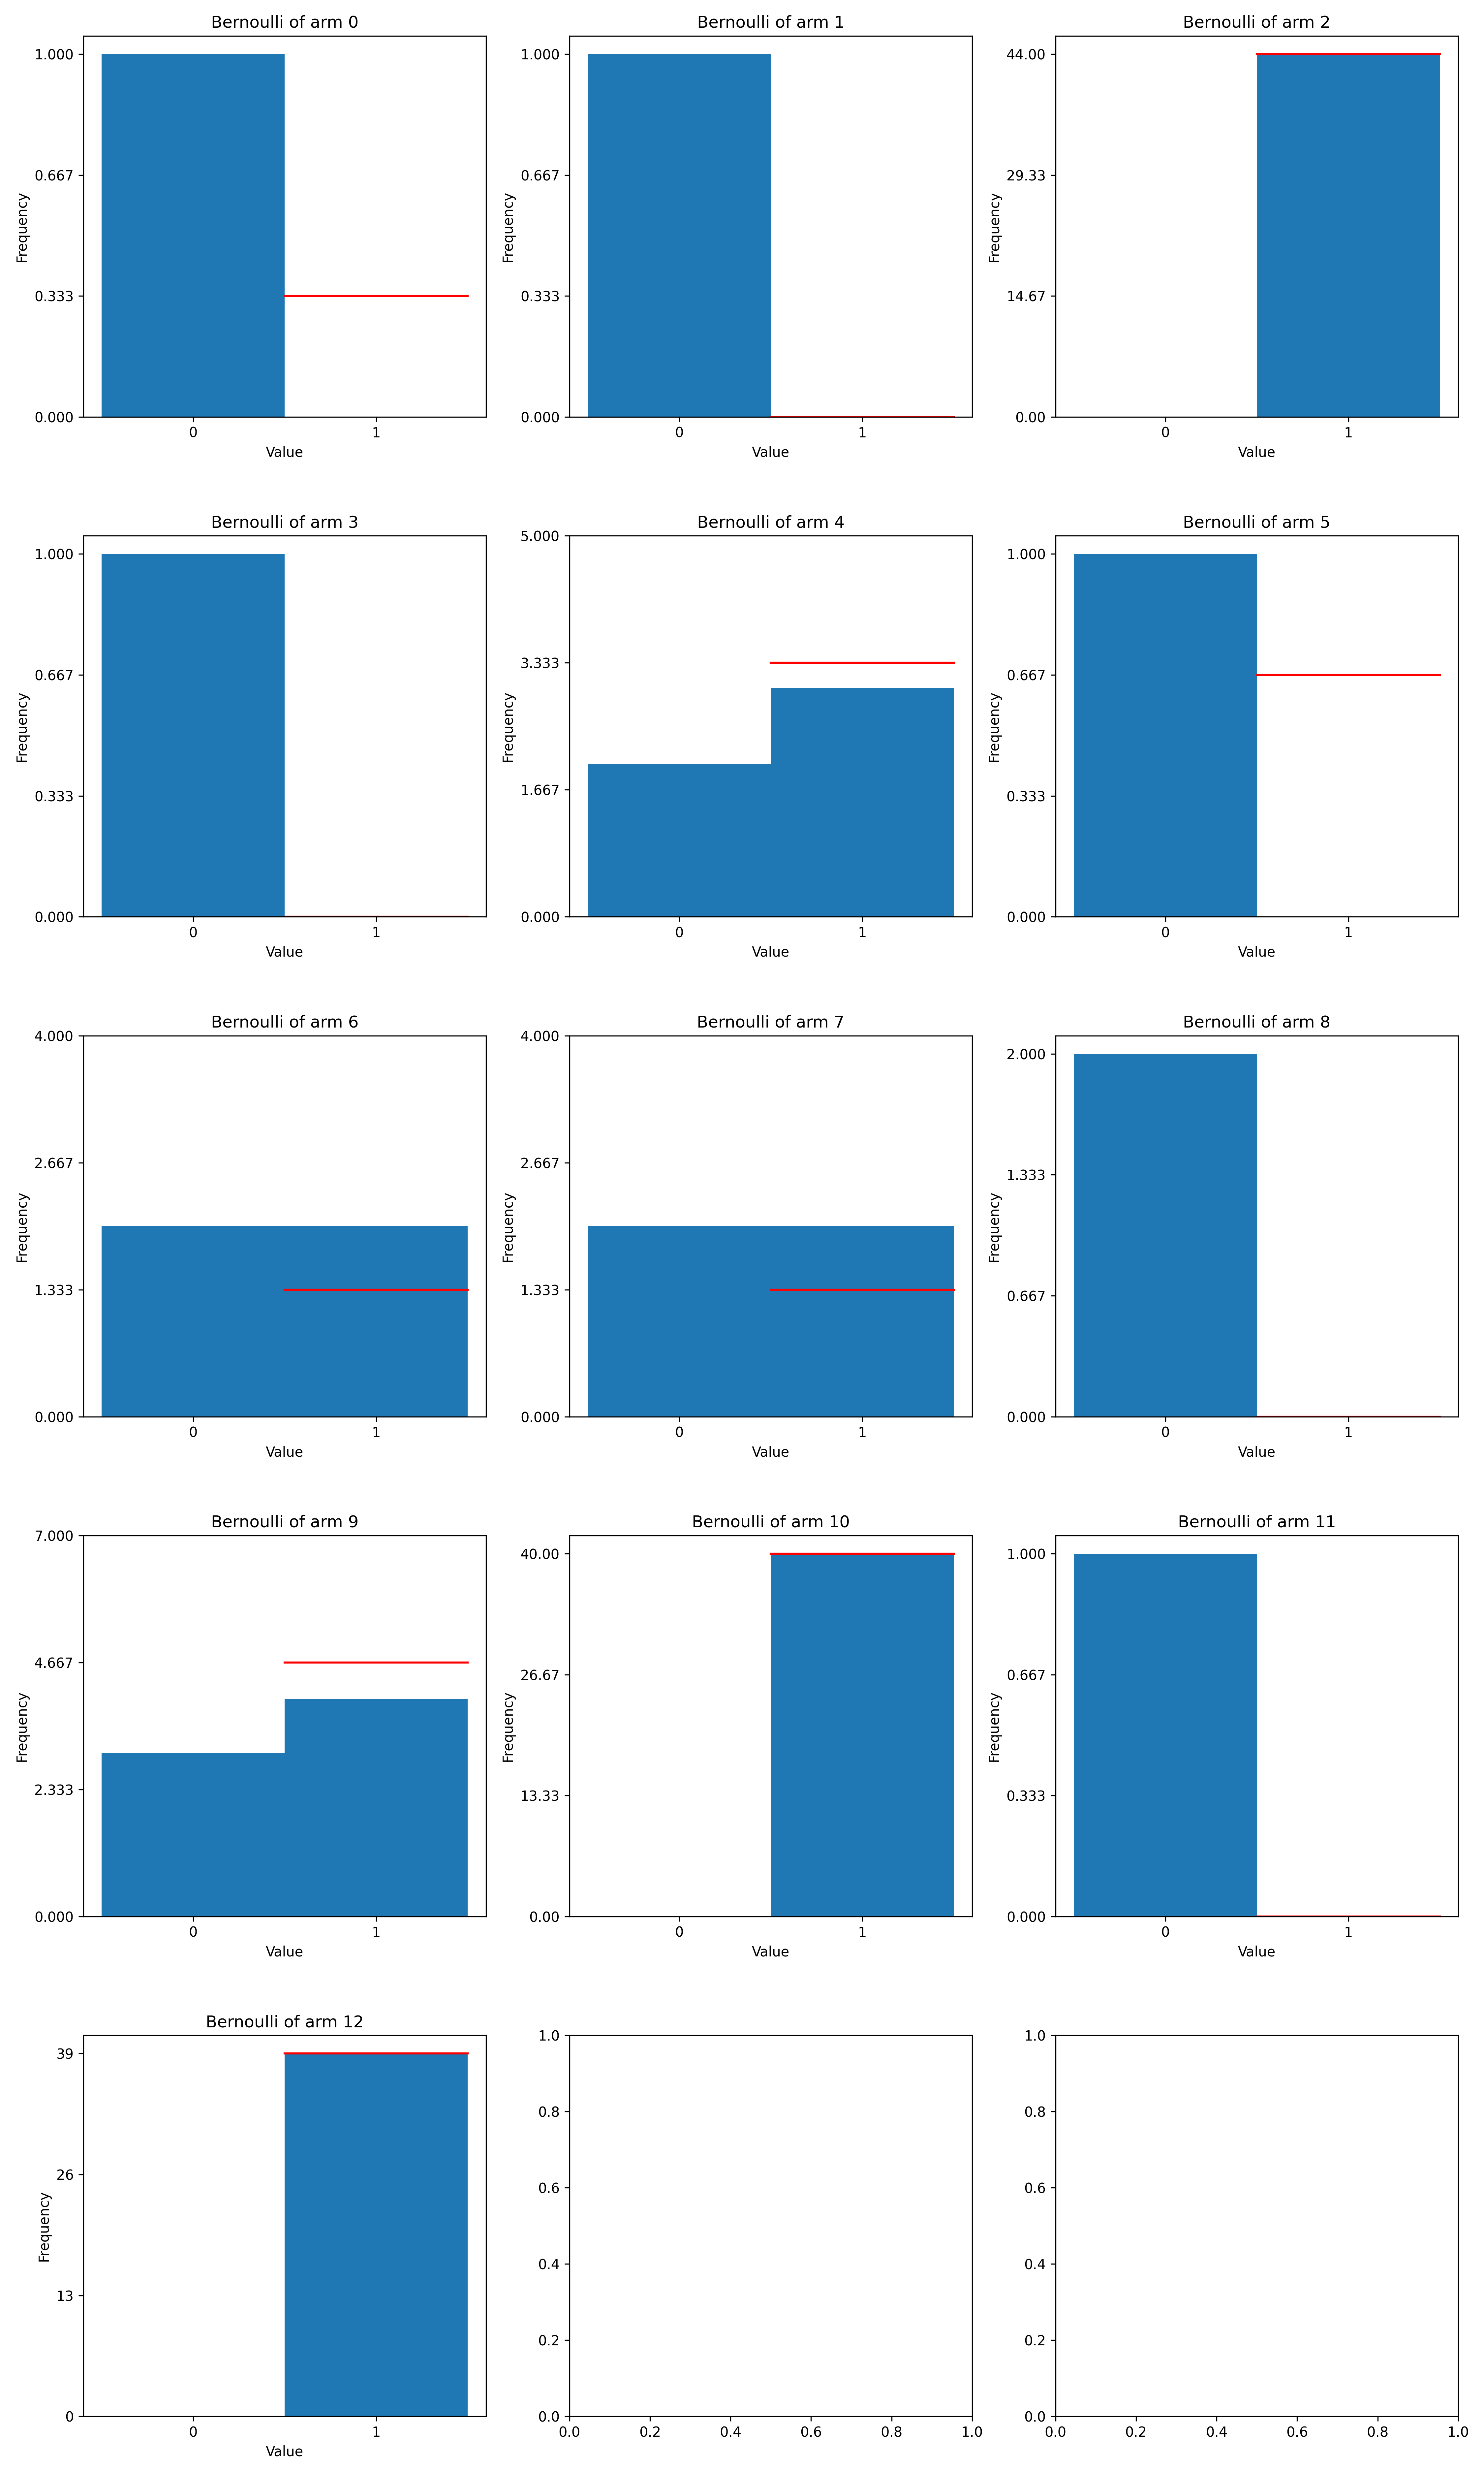 Bernoulli of arm 0
1.000
0.667
0.333
0.000
Frequency
0 1
Value
Bernoulli of arm 1
1.000
0.667
0.333
0.000
Frequency
0 1
Value
Bernoulli of arm 2
44.00
29.33
14.67
0.00
Frequency
0 1
Value
Bernoulli of arm 3
1.000
0.667
0.333
0.000
Frequency
0 1
Value
Bernoulli of arm 4
5.000
3.333
1.667
0.000
Frequency
0 1
Value
Bernoulli of arm 5
1.000
0.667
0.333
0.000
Frequency
0 1
Value
Bernoulli of arm 6
4.000
2.667
1.333
0.000
Frequency
0 1
Value
Bernoulli of arm 7
4.000
2.667
1.333
0.000
Frequency
0 1
Value
Bernoulli of arm 8
2.000
1.333
0.667
0.000
Frequency
0 1
Value
Bernoulli of arm 9
7.000
4.667
2.333
0.000
Frequency
0 1
Value
Bernoulli of arm 10
40.00
26.67
13.33
0.00
Frequency
0 1
Value
Bernoulli of arm 11
1.000
0.667
0.333
0.000
Frequency
0 1
Value
Bernoulli of arm 12
39
26
13
0
Frequency
0 1
Value
1.0
0.8
0.6
0.4
0.2
0.0
0.0 0.2 0.4 0.6 0.8 1.0
1.0
0.8
0.6
0.4
0.2
0.0
0.0 0.2 0.4 0.6 0.8 1.0